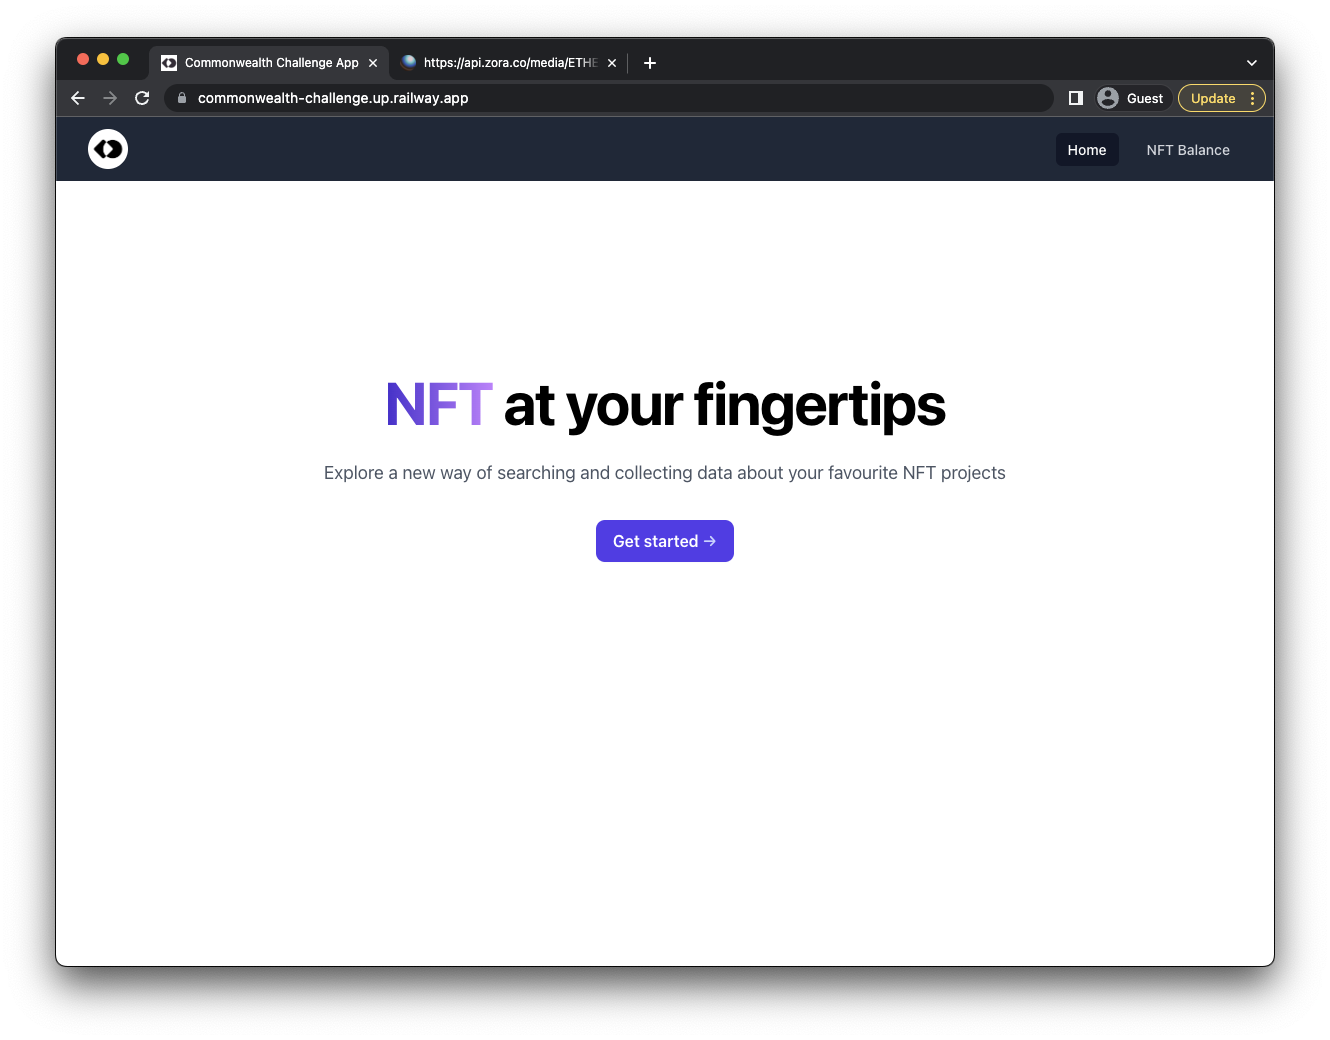 Commonwealth Challenge App
https://api.zora.co/media/ETHE
commonwealth-challenge.up.railway.app
Guest
Update
Home
NFT Balance
NFT at your fingertips
Explore a new way of searching and collecting data about your favourite NFT projects
Get started →